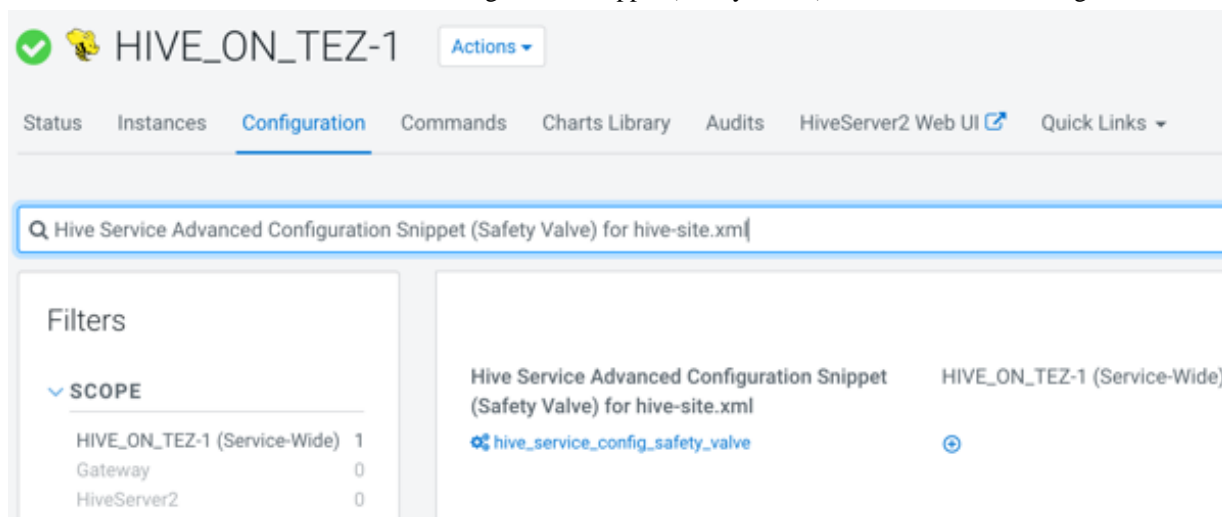 HIVE_ON_TEZ-1 Actions
Status Instances Configuration Commands Charts Library Audits HiveServer2 Web UI Quick Links
Hive Service Advanced Configuration Snippet (Safety Valve) for hive-site.xml
Filters
SCOPE
HIVE_ON_TEZ-1 (Service-Wide) 1
Gateway 0
HiveServer2 0
Hive Service Advanced Configuration Snippet
(Safety Valve) for hive-site.xml
hive_service_config_safety_valve
HIVE_ON_TEZ-1 (Service-Wide)